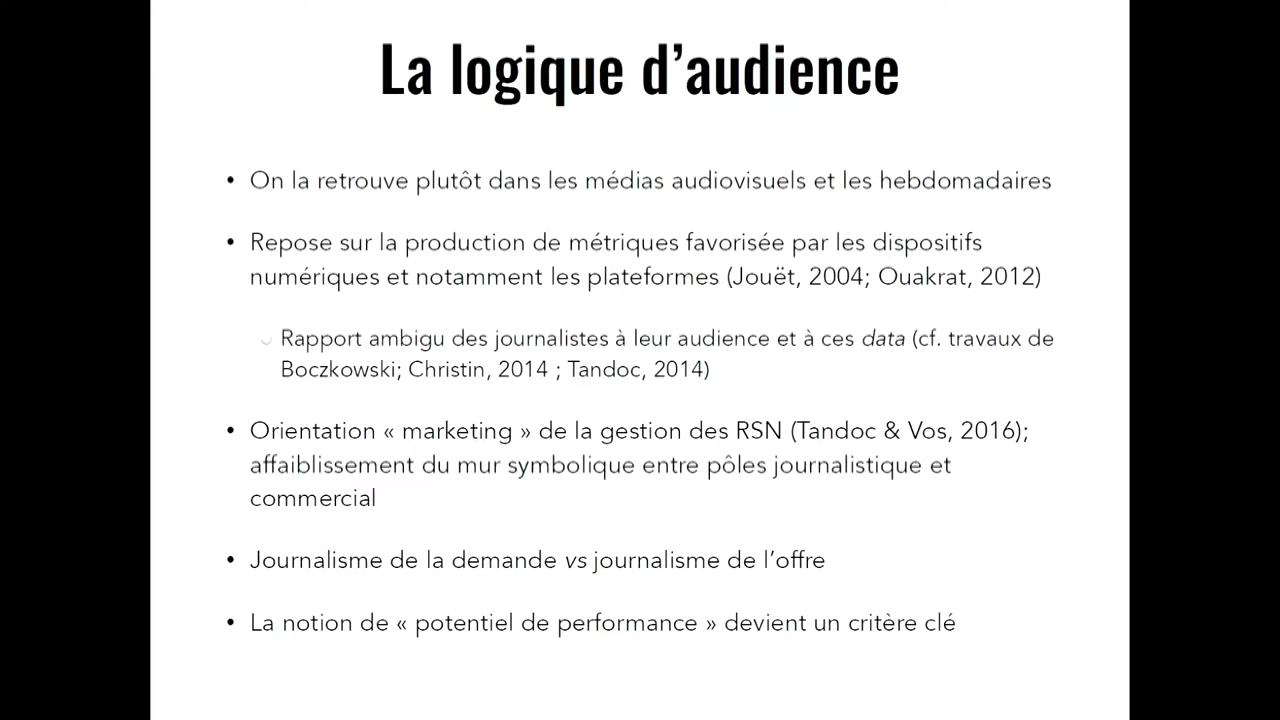 La logique d’audience
• On la retrouve plutôt dans les médias audiovisuels et les hebdomadaires
• Repose sur la production de métriques favorisée par les dispositifs
numériques et notamment les plateformes (Jouët, 2004; Ouakrat, 2012)
Rapport ambigu des journalistes à leur audience et à ces data (cf. travaux de
Boczkowski; Christin, 2014 ; Tandoc, 2014)
• Orientation « marketing » de la gestion des RSN (Tandoc & Vos, 2016);
affaiblissement du mur symbolique entre pôles journalistique et
commercial
• Journalisme de la demande vs journalisme de l’offre
• La notion de « potentiel de performance » devient un critère clé